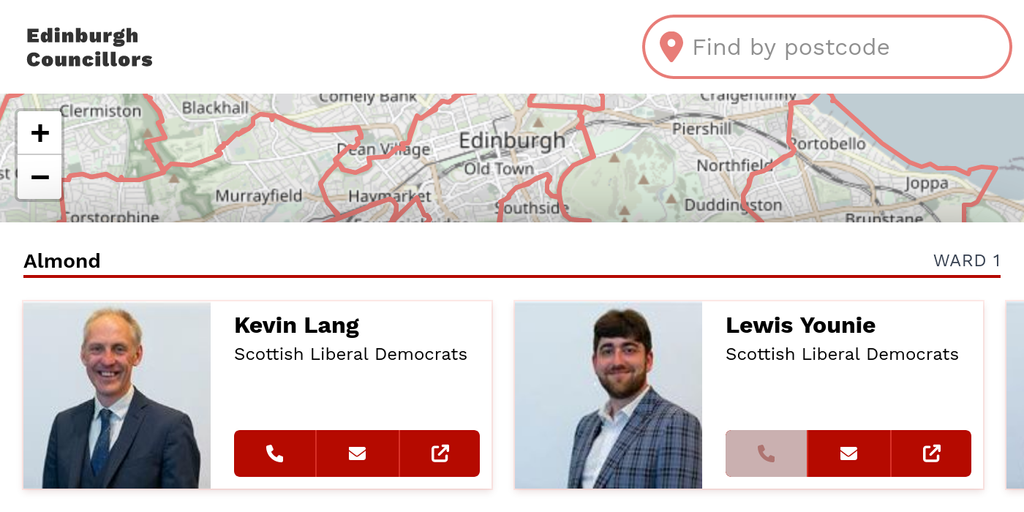 Edinburgh
Councillors
Find by postcode
Clermiston
Blackhall
Comely Bank
Craigentinny
Piershill
Portobello
Edinburgh
Dean Village
Old Town
Northfield
Joppa
Murrayfield
Haymarket
Southside
Duddingston
Corstorphine
Brunstane
+
−
Almond
WARD 1
Kevin Lang
Scottish Liberal Democrats
Lewis Younie
Scottish Liberal Democrats